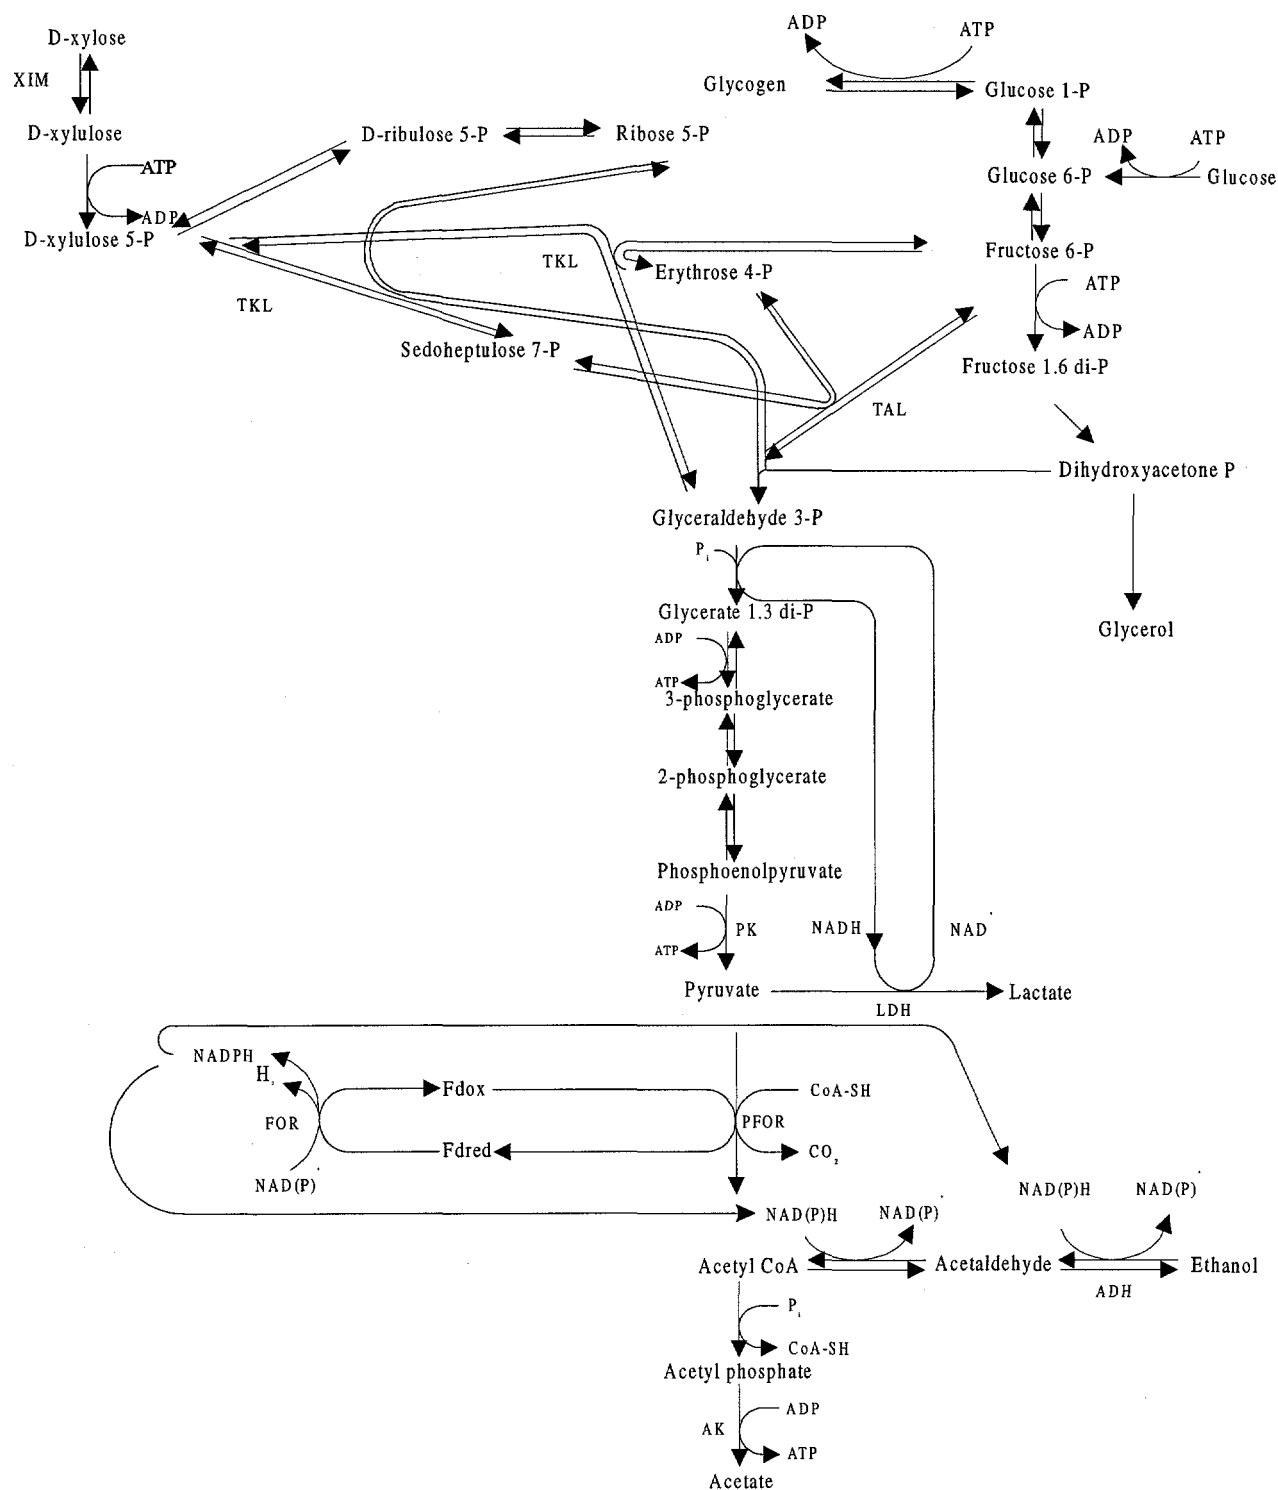 ADP
ATP
D-xylose
XIM
Glycogen
Glucose 1-P
D-xylulose
D-ribulose 5-P
Ribose 5-P
ADP
ATP
ATP
Glucose 6-P
Glucose
ADP
D-xylulose 5-P
Fructose 6-P
TKL
Erythrose 4-P
ATP
TKL
ADP
Sedoheptulose 7-P
Fructose 1.6 di-P
TAL
Dihydroxyacetone P
Glyceraldehyde 3-P
Pi
Glycerate 1.3 di-P
Glycerol
ADP
ATP
3-phosphoglycerate
2-phosphoglycerate
Phosphoenolpyruvate
ADP
PK
NADH
NAD+
ATP
Pyruvate
Lactate
LDH
NADPH
H2
Fdox
CoA-SH
FOR
PFOR
Fdred
CO2
NAD(P)+
NAD(P)H
NAD(P)+
NAD(P)H
NAD(P)+
Acetyl CoA
Acetaldehyde
Ethanol
ADH
Pi
CoA-SH
Acetyl phosphate
ADP
AK
ATP
Acetate